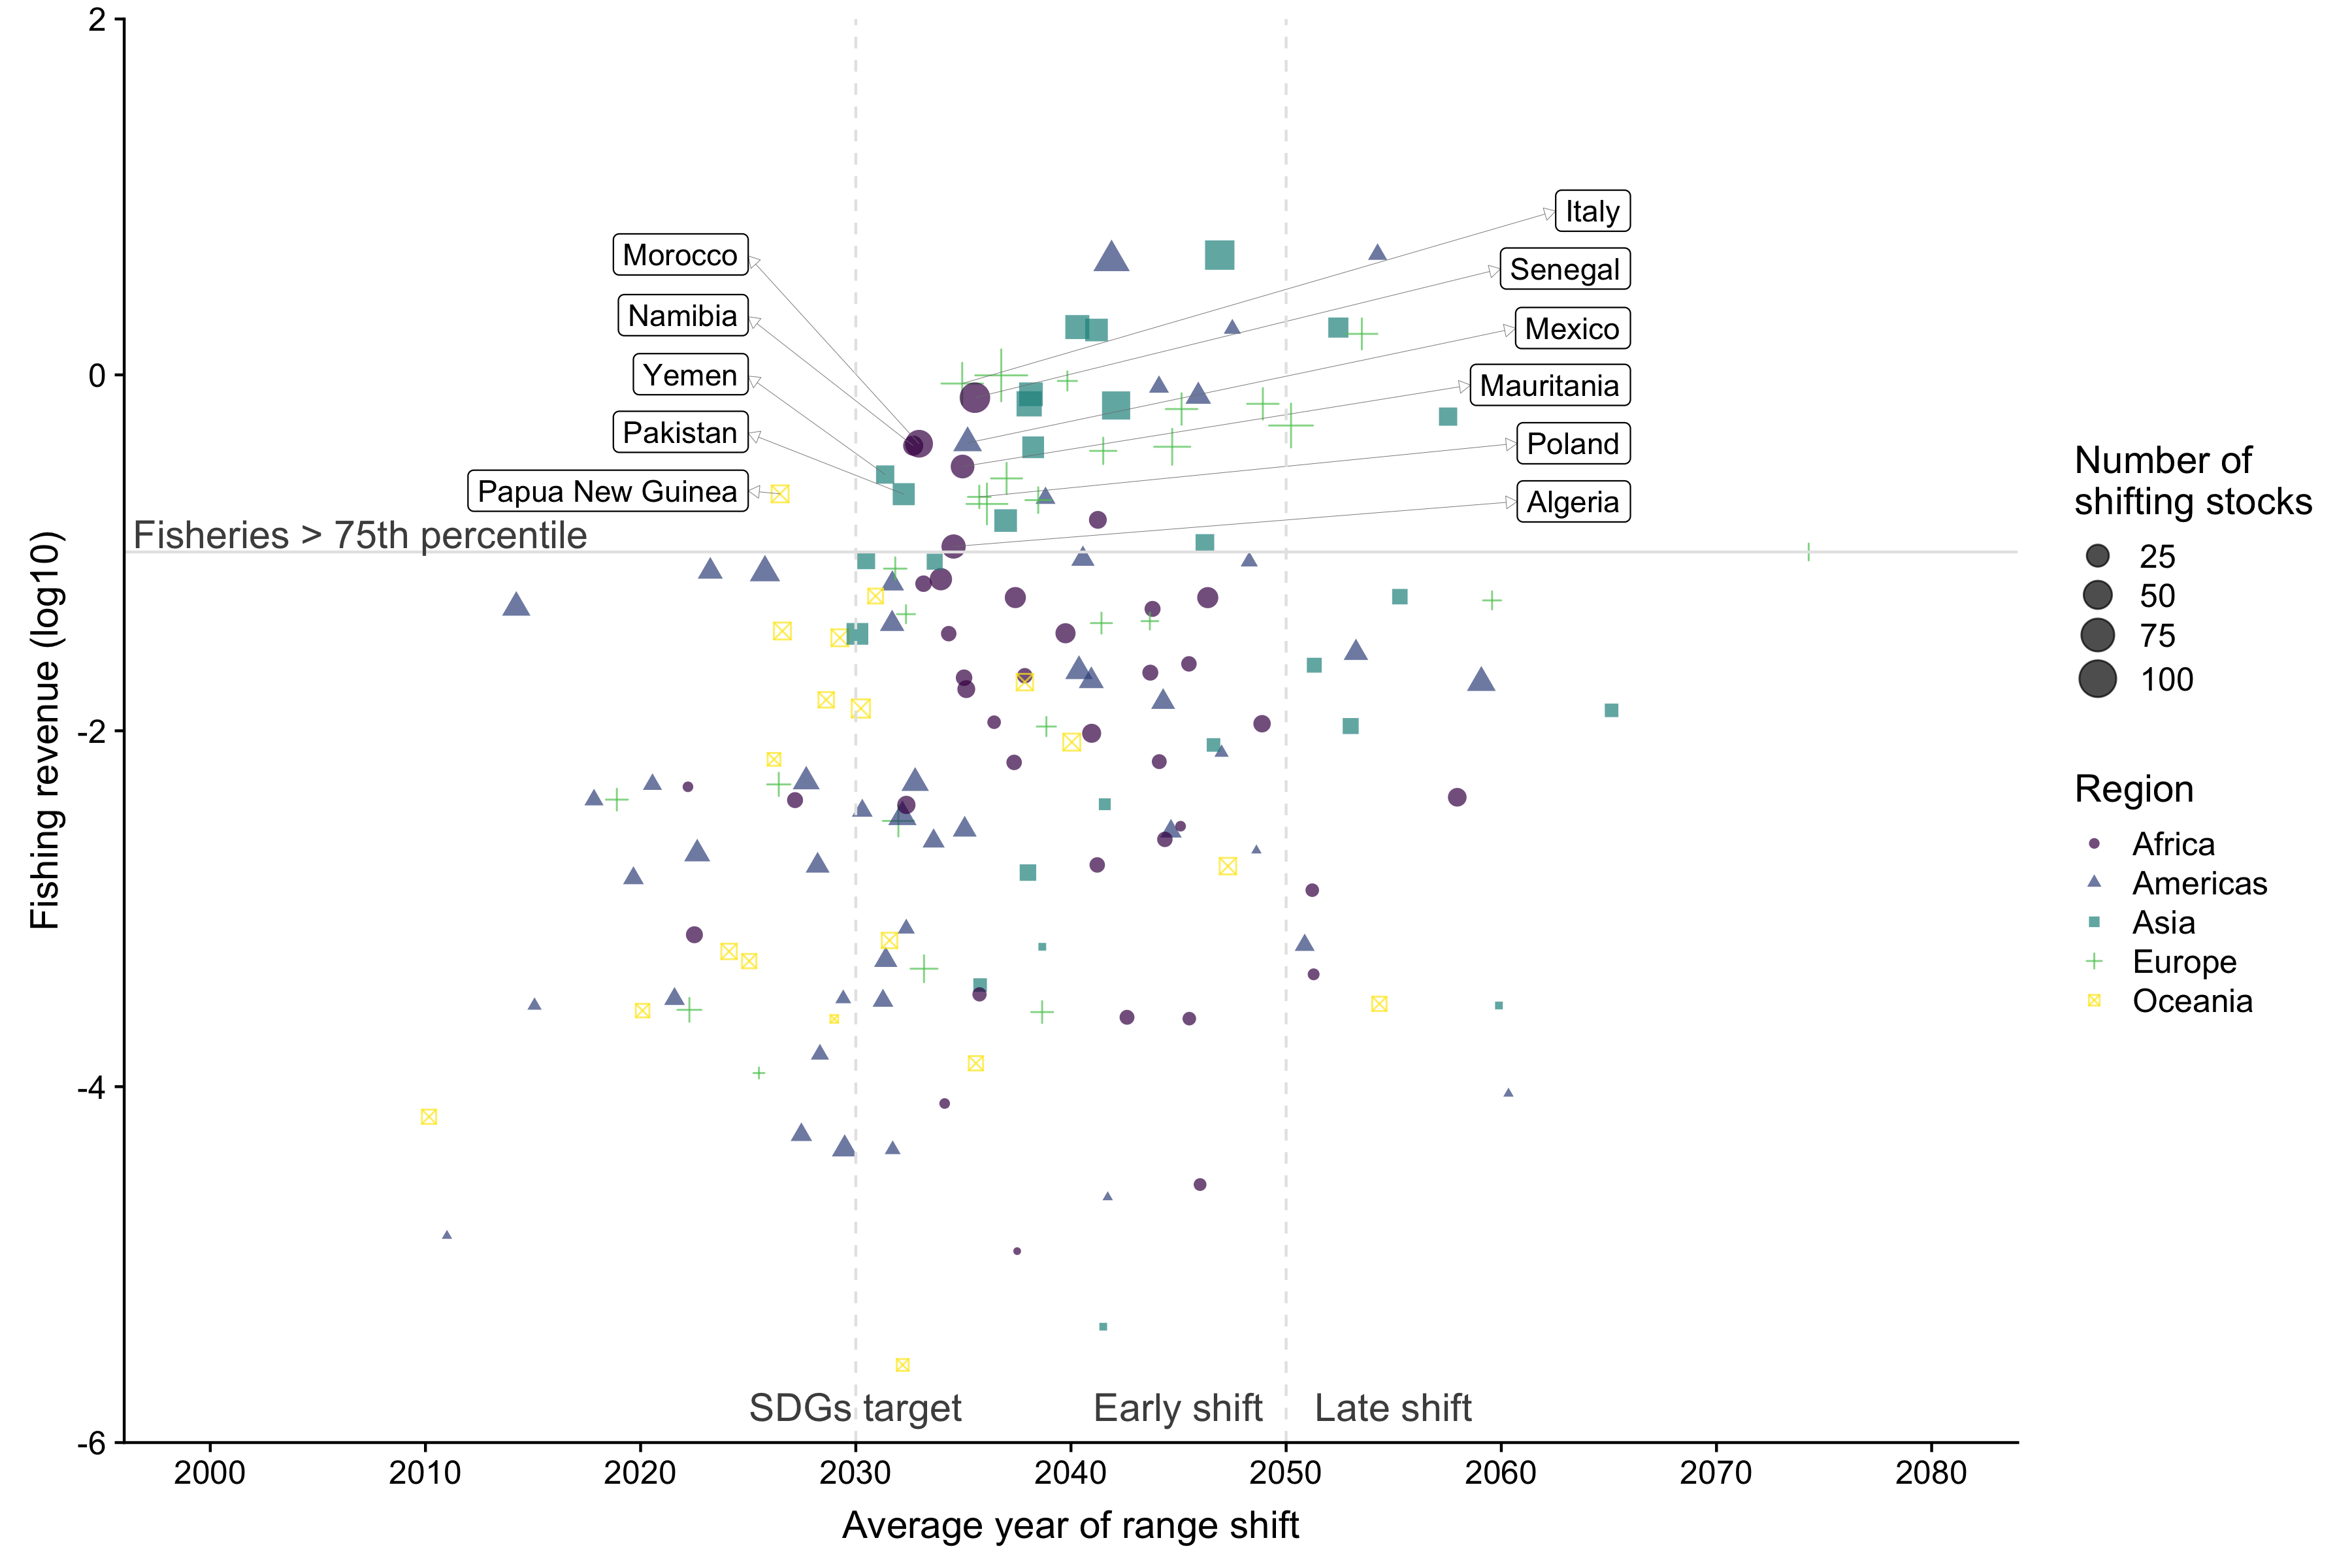 2
0
-2
-4
-6
Fishing revenue (log10)
Morocco
Namibia
Yemen
Pakistan
Papua New Guinea
Italy
Senegal
Mexico
Mauritania
Poland
Algeria
Fisheries > 75th percentile
SDGs target
Early shift
Late shift
2000
2010
2020
2030
2040
2050
2060
2070
2080
Average year of range shift
Number of
shifting stocks
25
50
75
100
Region
Africa
Americas
Asia
Europe
Oceania